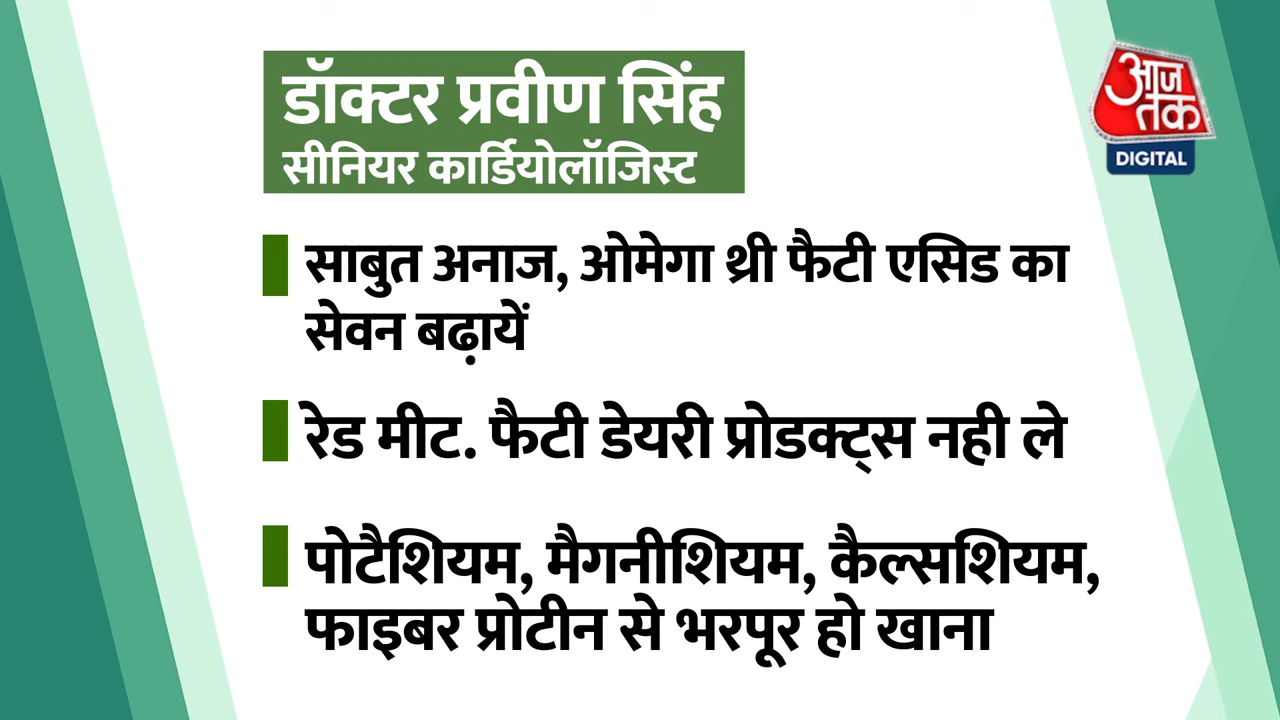 डॉक्टर प्रवीण सिंह
सीनियर कार्डियोलॉजिस्ट
आज
तक
DIGITAL
साबुत अनाज, ओमेगा थ्री फैटी एसिड का
सेवन बढ़ायें
रेड मीट. फैटी डेयरी प्रोडक्ट्स नही ले
पोटैशियम, मैगनीशियम, कैल्सशियम,
फाइबर प्रोटीन से भरपूर हो खाना